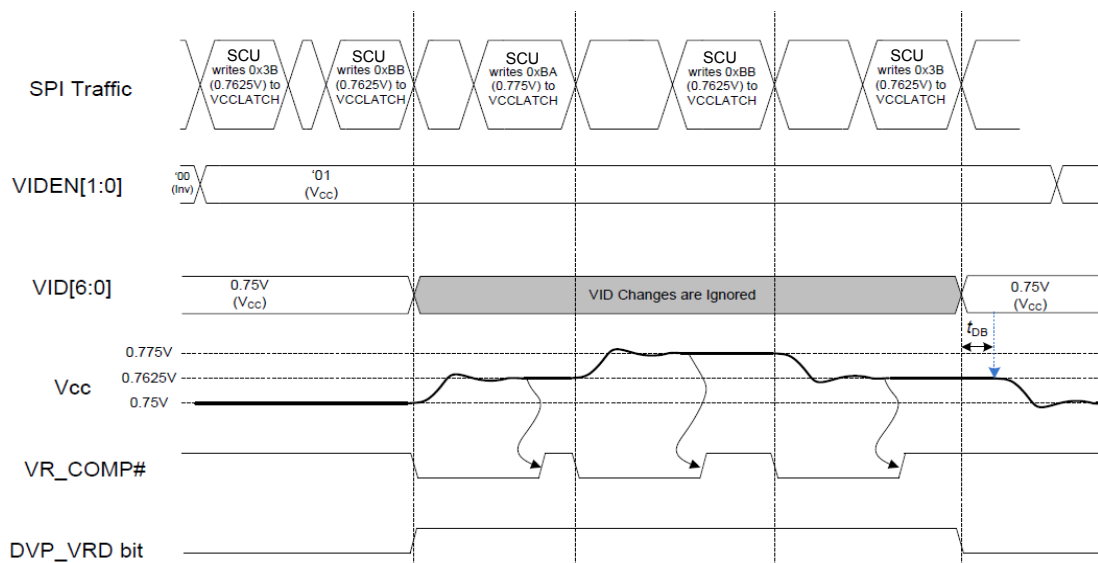 SPI Traffic
SCU
writes 0x3B
(0.7625V) to
VCCLATCH
SCU
writes 0xBB
(0.7625V) to
VCCLATCH
SCU
writes 0xBA
(0.775V) to
VCCLATCH
SCU
writes 0xBB
(0.7625V) to
VCCLATCH
SCU
writes 0x3B
(0.7625V) to
VCCLATCH
VIDEN[1:0]
'00
(Inv)
'01
(VCC)
VID[6:0]
0.75V
(VCC)
VID Changes are Ignored
0.75V
(VCC)
tDB
Vcc
0.775V
0.7625V
0.75V
VR_COMP#
DVP_VRD bit